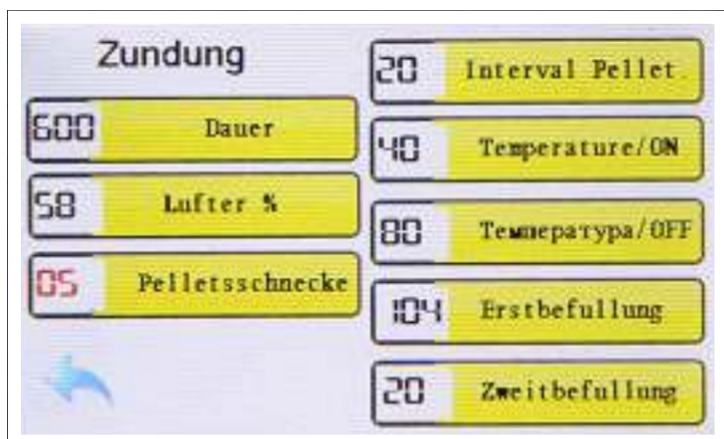 Zundung
600 Dauer
58 Lufter %
05 Pelletsschnecke
20 Interval Pellet.
40 Temperature/ON
80 Температура/OFF
104 Erstbefullung
20 Zweitbefullung